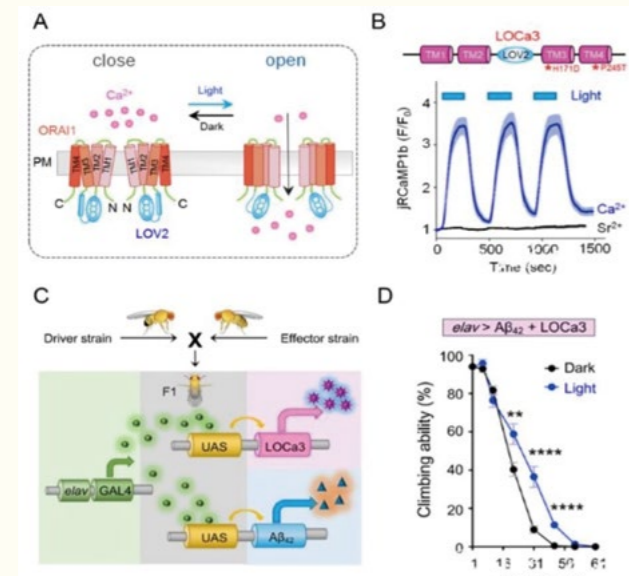 A
close
open
Ca²⁺
Light
Dark
ORAI1
PM
TM4
TM3
TM2
TM1
TM1
TM2
TM3
TM4
C
N
N
C
LOV2
B
LOCa3
TM1
TM2
LOV2
TM3
TM4
★H171D
★P245T
Light
jRCaMP1b (F/F₀)
4
3
2
1
Ca²⁺
Sr²⁺
0
500
1000
1500
Time (sec)
C
Driver strain
X
Effector strain
F1
UAS
LOCa3
elav
GAL4
UAS
Aβ₄₂
D
elav > Aβ₄₂ + LOCa3
Dark
Light
Climbing ability (%)
100
80
60
40
20
0
**
****
****
1
31
61